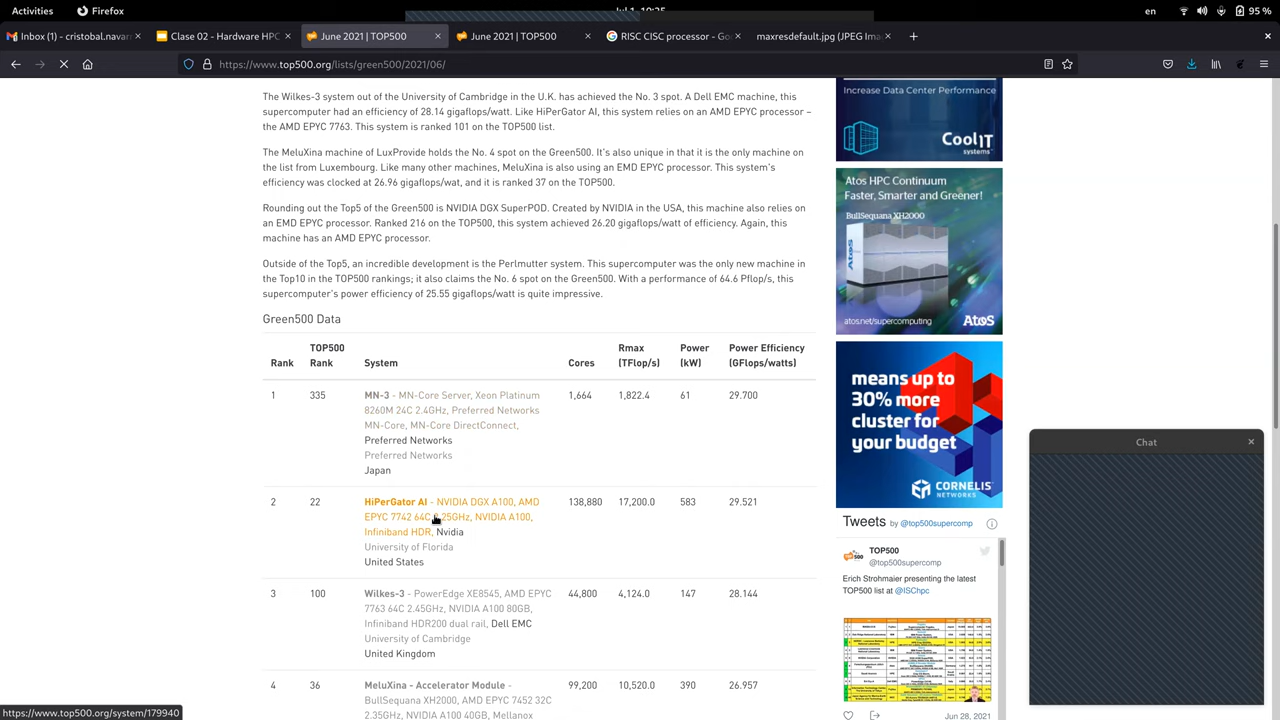 Activities
Firefox
Jul 1, 10:25
en
95 %
Inbox (1) - cristobal.navarr
Clase 02 - Hardware HPC
June 2021 | TOP500
June 2021 | TOP500
RISC CISC processor - Go
maxresdefault.jpg (JPEG Ima
https://www.top500.org/lists/green500/2021/06/
The Wilkes-3 system out of the University of Cambridge in the U.K. has achieved the No. 3 spot. A Dell EMC machine, this
supercomputer had an efficiency of 28.14 gigaflops/watt. Like HiPerGator AI, this system relies on an AMD EPYC processor –
the AMD EPYC 7763. This system is ranked 101 on the TOP500 list.
The MeluXina machine of LuxProvide holds the No. 4 spot on the Green500. It's also unique in that it is the only machine on
the list from Luxembourg. Like many other machines, MeluXina is also using an EMD EPYC processor. This system's
efficiency was clocked at 26.96 gigaflops/wat, and it is ranked 37 on the TOP500.
Rounding out the Top5 of the Green500 is NVIDIA DGX SuperPOD. Created by NVIDIA in the USA, this machine also relies on
an EMD EPYC processor. Ranked 216 on the TOP500, this system achieved 26.20 gigaflops/watt of efficiency. Again, this
machine has an AMD EPYC processor.
Outside of the Top5, an incredible development is the Perlmutter system. This supercomputer was the only new machine in
the Top10 in the TOP500 rankings; it also claims the No. 6 spot on the Green500. With a performance of 64.6 Pflop/s, this
supercomputer's power efficiency of 25.55 gigaflops/watt is quite impressive.
Green500 Data
Rank
TOP500 Rank
System
Cores
Rmax (TFlop/s)
Power (kW)
Power Efficiency (GFlops/watts)
1 335 MN-3 - MN-Core Server, Xeon Platinum 1,664 1,822.4 61 29.700
8260M 24C 2.4GHz, Preferred Networks
MN-Core, MN-Core DirectConnect,
Preferred Networks
Preferred Networks
Japan
22 HiPerGator AI - NVIDIA DGX A100, AMD 138,880 17,200.0 583 29.521
EPYC 7742 64C 2.25GHz, NVIDIA A100,
Infiniband HDR, Nvidia
University of Florida
United States
3 100 Wilkes-3 - PowerEdge XE8545, AMD EPYC 44,800 4,124.0 147 28.144
7763 64C 2.45GHz, NVIDIA A100 80GB,
Infiniband HDR200 dual rail, Dell EMC
University of Cambridge
United Kingdom
36 MeluXina - Accelerator Module -
BullSequana XH2000, AMD EPYC 7452 32C
2.35GHz, NVIDIA A100 40GB, Mellanox
https://www.top500.org/system/179940
Increase Data Center Performance
CoolIT
systems
Atos HPC Continuum
Faster, Smarter and Greener!
BullSequana XH2000
Atos
atos.net/supercomputing
Atos
means up to
30% more
cluster for
your budget
CORNELIS
NETWORKS
Tweets by @top500supercomp
TOP500
@top500supercomp
Erich Strohmaier presenting the latest
TOP500 list at @ISChpc
Jun 28, 2021
Chat